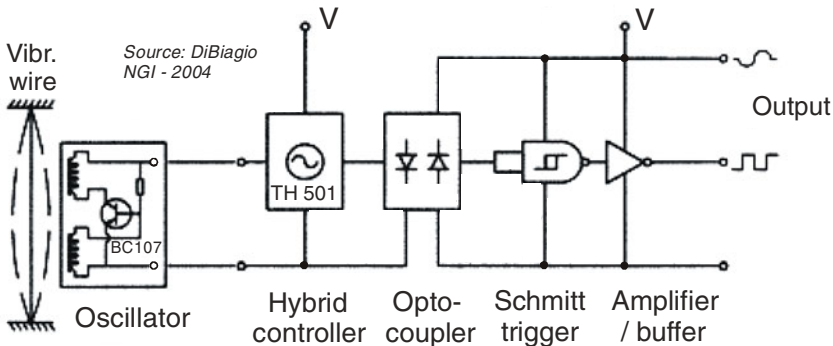 V
V
Vibr.
wire
Source: DiBiagio
NGI - 2004
Output
TH 501
BC107
Oscillator
Hybrid
controller
Opto-
coupler
Schmitt
trigger
Amplifier
/ buffer